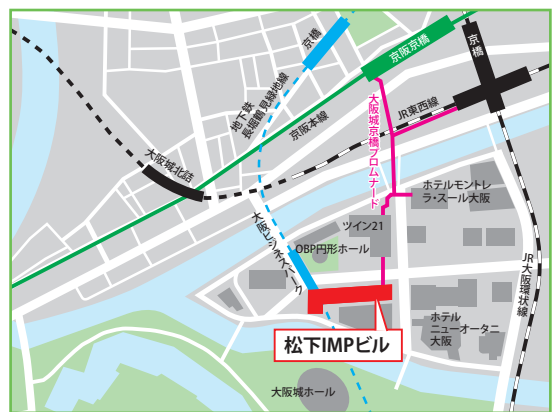 京橋
京阪京橋
京橋
地下鉄
長堀鶴見緑地線
京阪本線
大阪城京橋プロムナード
JR東西線
大阪城北詰
ホテルモントレ
ラ・スール大阪
ツイン21
OBP円形ホール
大阪ビジネスパーク
JR大阪環状線
ホテル
ニューオータニ
大阪
松下IMPビル
大阪城ホール